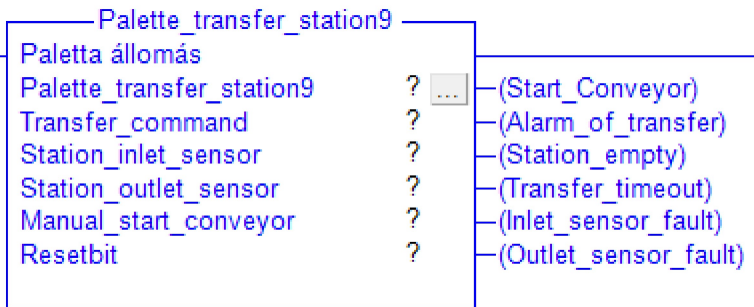 Palette_transfer_station9
Paletta állomás
Palette_transfer_station9 ? ... (Start_Conveyor)
Transfer_command ? (Alarm_of_transfer)
Station_inlet_sensor ? (Station_empty)
Station_outlet_sensor ? (Transfer_timeout)
Manual_start_conveyor ? (Inlet_sensor_fault)
Resetbit ? (Outlet_sensor_fault)